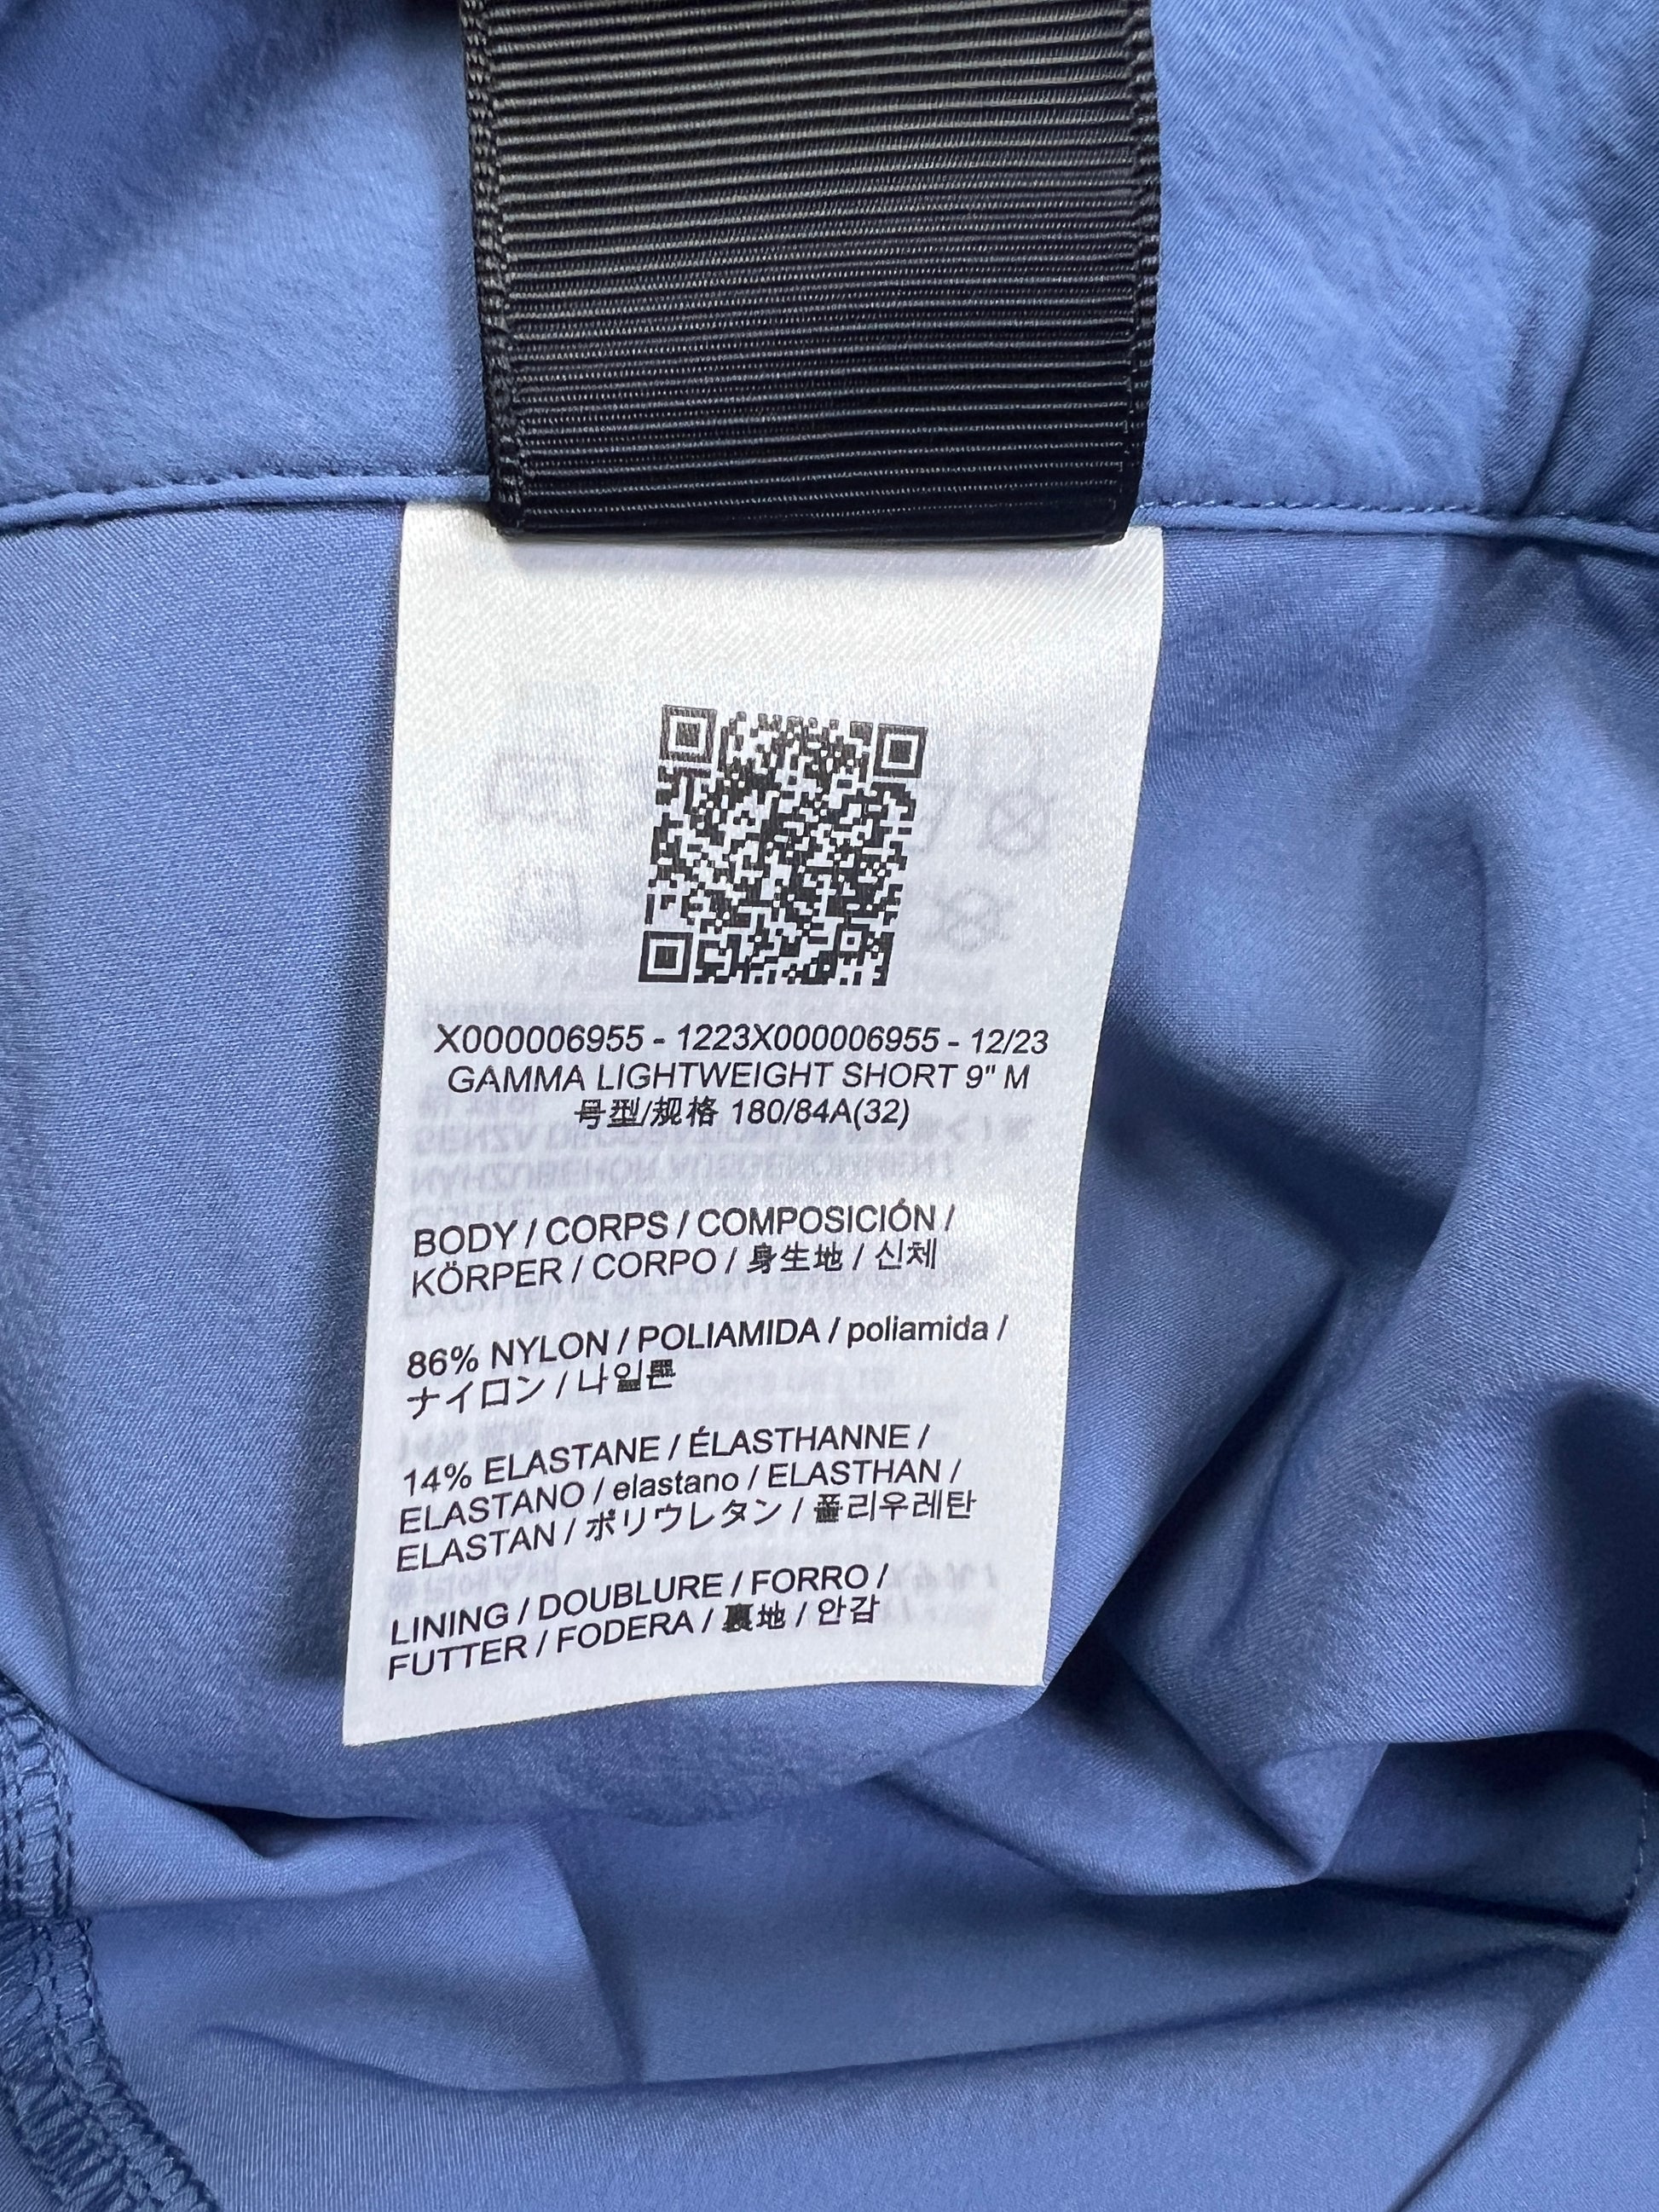 X000006955 - 1223X000006955 - 12/23
GAMMA LIGHTWEIGHT SHORT 9" M
号型/规格 180/84A(32)
BODY / CORPS / COMPOSICIÓN /
KÖRPER / CORPO / 身生地 / 신체
86% NYLON / POLIAMIDA / poliamida /
ナイロン / 나일론
14% ELASTANE / ÉLASTHANNE /
ELASTANO / elastano / ELASTHAN /
ELASTAN / ポリウレタン / 폴리우레탄
LINING / DOUBLURE / FORRO /
FUTTER / FODERA / 裏地 / 안감